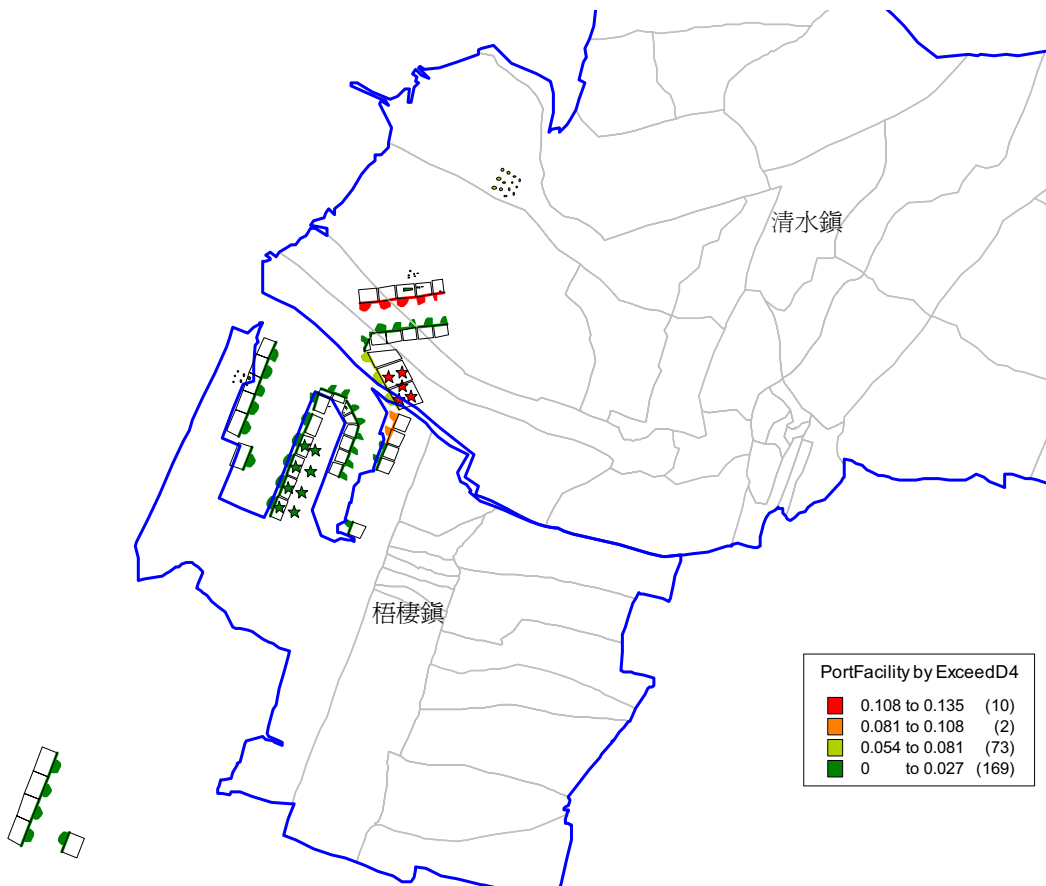 清水鎮
梧棲鎮
PortFacility by ExceedD4
0.108 to 0.135 (10)
0.081 to 0.108 (2)
0.054 to 0.081 (73)
0 to 0.027 (169)